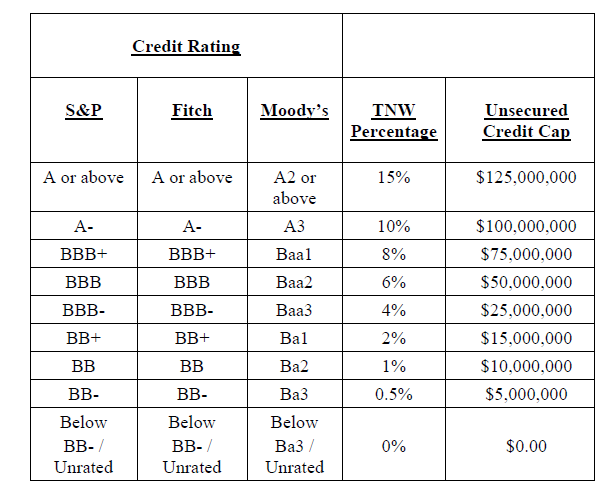 Credit Rating
S&P Fitch Moody's TNW Unsecured
Percentage Credit Cap
A or above A or above A2 or 15% $125,000,000
above
A- A- A3 10% $100,000,000
BBB+ BBB+ Baa1 8% $75,000,000
BBB BBB Baa2 6% $50,000,000
BBB- BBB- Baa3 4% $25,000,000
BB+ BB+ Ba1 2% $15,000,000
BB BB Ba2 1% $10,000,000
BB- BB- Ba3 0.5% $5,000,000
Below Below Below
BB- / BB- / Ba3 / 0% $0.00
Unrated Unrated Unrated